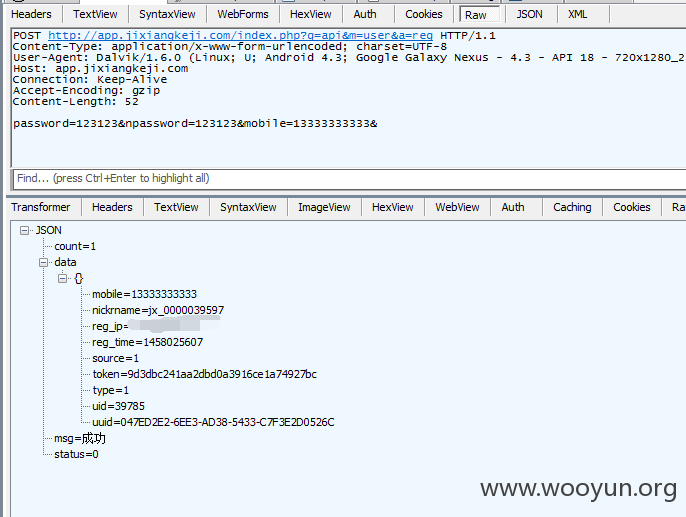 Headers TextView SyntaxView WebForms HexView Auth Cookies Raw JSON XML
POST http://app.jixiangkeji.com/index.php?g=api&m=user&a=reg HTTP/1.1
Content-Type: application/x-www-form-urlencoded; charset=UTF-8
User-Agent: Dalvik/1.6.0 (Linux; U; Android 4.3; Google Galaxy Nexus - 4.3 - API 18 - 720x1280_2
Host: app.jixiangkeji.com
Connection: Keep-Alive
Accept-Encoding: gzip
Content-Length: 52
password=123123&npassword=123123&mobile=13333333333&
Find... (press Ctrl+Enter to highlight all)
Transformer Headers TextView SyntaxView ImageView HexView WebView Auth Caching Cookies Ra
JSON
count=1
data
{}
mobile=13333333333
nickrname=jx_0000039597
reg_ip=
reg_time=1458025607
source=1
token=9d3dbc241aa2dbd0a3916ce1a74927bc
type=1
uid=39785
uuid=047ED2E2-6EE3-AD38-5433-C7F3E2D0526C
msg=成功
status=0
www.wooyun.org